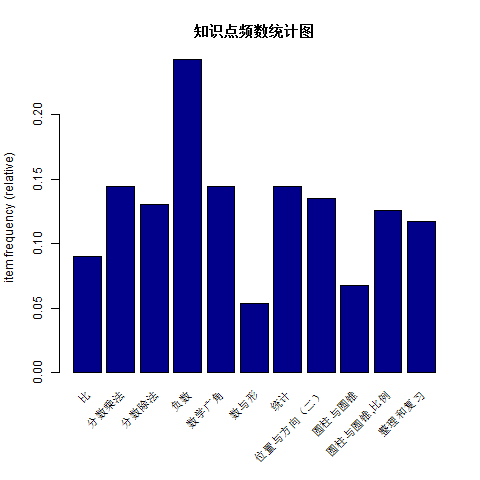 知识点频数统计图
item frequency (relative)
0.20
0.15
0.10
0.05
0.00
比
分数乘法
分数除法
负数
数学广角
数与形
统计
位置与方向（二）
圆柱与圆锥
圆柱与圆锥,比例
整理和复习